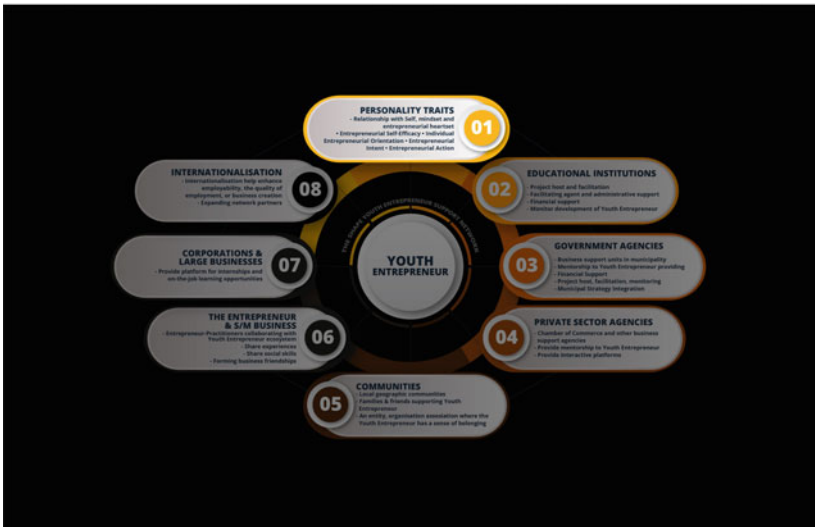 PERSONALITY TRAITS
- Relationship with Self, mindset and
entrepreneurial heartset
• Entrepreneurial Self-Efficacy • Individual
Entrepreneurial Orientation • Entrepreneurial
Intent • Entrepreneurial Action
01
EDUCATIONAL INSTITUTIONS
- Project host and facilitation
- Facilitating agent and administrative support
- Financial support
- Monitor development of Youth Entrepreneur
02
GOVERNMENT AGENCIES
- Business support units in municipality
- Mentorship to Youth Entrepreneur providing
- Financial Support
- Project host, facilitation, monitoring
- Municipal Strategy Integration
03
PRIVATE SECTOR AGENCIES
- Chamber of Commerce and other business
support agencies
- Provide mentorship to Youth Entrepreneur
- Provide interactive platforms
04
COMMUNITIES
- Local geographic communities
- Families & friends supporting Youth
Entrepreneur
- An entity, organisation association where the
Youth Entrepreneur has a sense of belonging
05
THE ENTREPRENEUR
& S/M BUSINESS
- Entrepreneur-Practitioners collaborating with
Youth Entrepreneur ecosystem
- Share experiences
- Share social skills
- Forming business friendships
06
CORPORATIONS &
LARGE BUSINESSES
- Provide platform for internships and
on-the-job learning opportunities
07
INTERNATIONALISATION
- Internationalisation help enhance
employability, the quality of
employment, or business creation
- Expanding network partners
08
THE SHAPE YOUTH ENTREPRENEUR SUPPORT NETWORK
YOUTH
ENTREPRENEUR